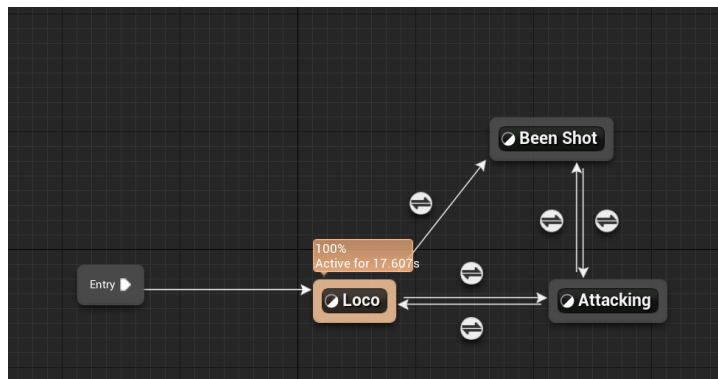 Been Shot
100%
Active for 17.607s
Entry
Loco
Attacking